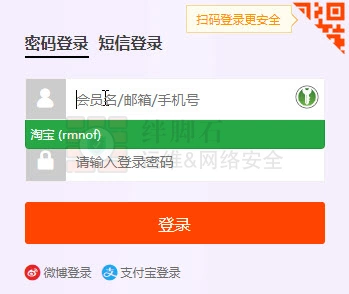 扫码登录更安全
密码登录 短信登录
会员名/邮箱/手机号
淘宝 (rmnof)
绊脚石
运维&网络安全
请输入登录密码
登录
微博登录 支付宝登录